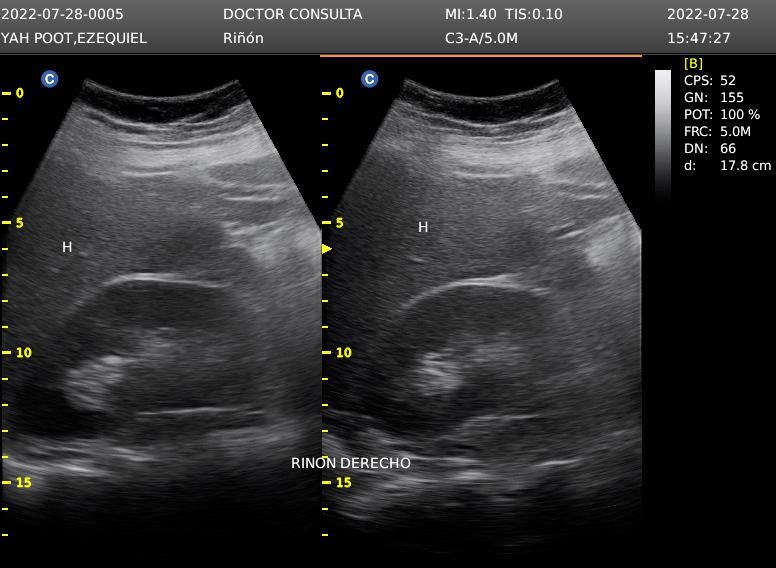 2022-07-28-0005 DOCTOR CONSULTA MI:1.40 TIS:0.10 2022-07-28
YAH POOT,EZEQUIEL Riñón C3-A/5.0M 15:47:27
C C
[B]
CPS: 52
GN: 155
POT: 100 %
FRC: 5.0M
DN: 66
d: 17.8 cm
0 0
5 5
H H
10 10
RINON DERECHO
15 15